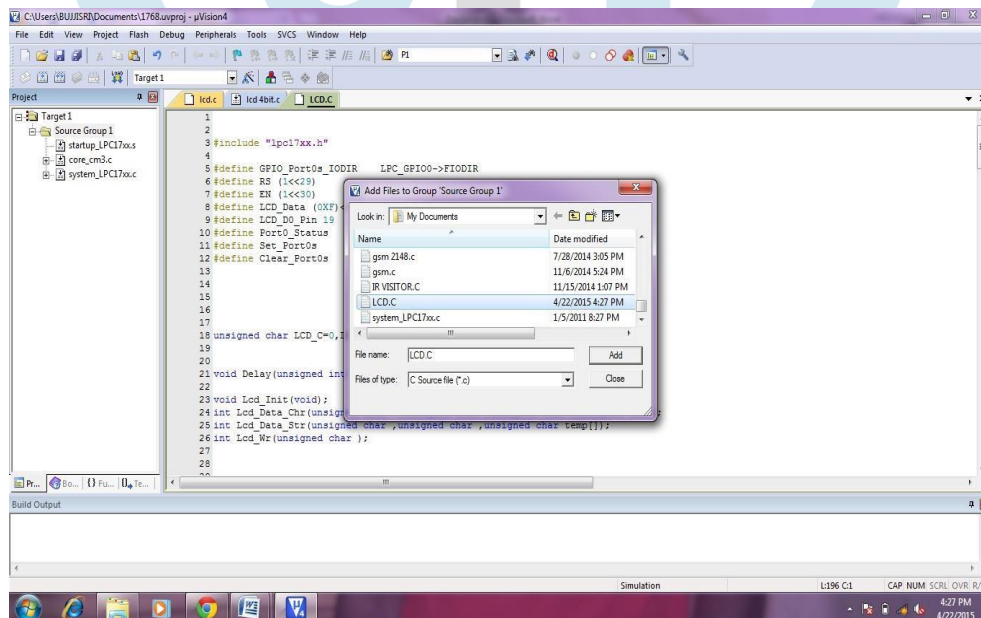 C:\Users\BUJJISRI\Documents\1768.uvproj - µVision4
File Edit View Project Flash Debug Peripherals Tools SVCS Window Help
P1
Target 1
Project
lcd.c lcd 4bit.c LCD.C
Target 1
Source Group 1
startup_LPC17xx.s
core_cm3.c
system_LPC17xx.c
1
2
3 #include "lpc17xx.h"
4
5 #define GPIO_Port0s_IODIR LPC_GPIO0->FIODIR
6 #define RS (1<<29)
7 #define EN (1<<30)
8 #define LCD_Data (0XF)<
9 #define LCD_D0_Pin 19
10 #define Port0_Status
11 #define Set_Port0s
12 #define Clear_Port0s
13
14
15
16
17
18 unsigned char LCD_C=0,
19
20
21 void Delay(unsigned int
22
23 void Lcd_Init(void);
24 int Lcd_Data_Chr(unsign
25 int Lcd_Data_Str(unsigned char ,unsigned char ,unsigned char temp[]);
26 int Lcd_Wr(unsigned char );
27
28
Add Files to Group 'Source Group 1'
Look in: My Documents
Name Date modified
gsm 2148.c 7/28/2014 3:05 PM
gsm.c 11/6/2014 5:24 PM
IR VISITOR.C 11/15/2014 1:07 PM
LCD.C 4/22/2015 4:27 PM
system_LPC17xx.c 1/5/2011 8:27 PM
File name: LCD.C Add
Files of type: C Source file (*.c) Close
Pr... Bo... {} Fu... 0 Te...
Build Output
Simulation L:196 C:1 CAP NUM SCRL OVR R/
4:27 PM
4/22/2015